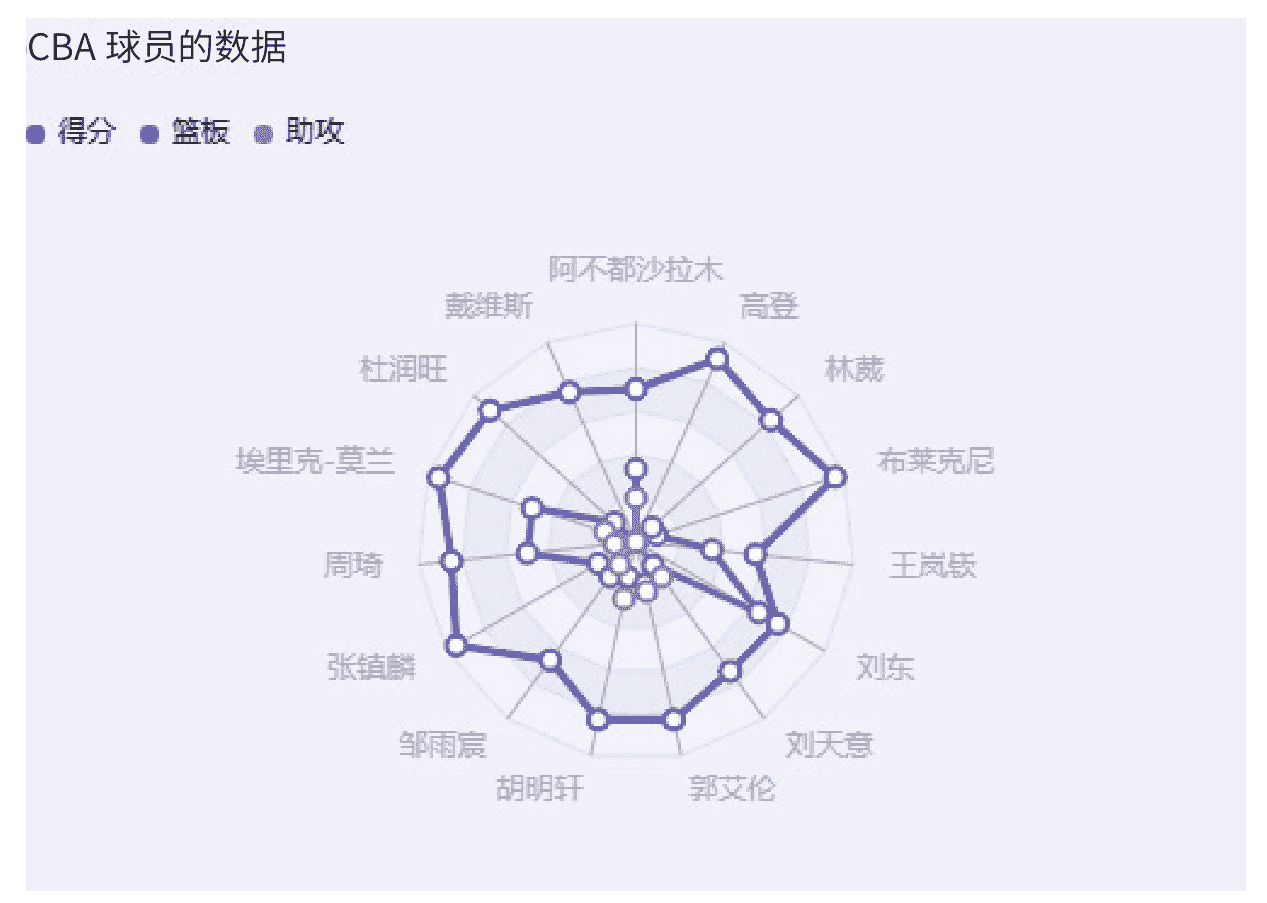 CBA 球员的数据
得分 篮板 助攻
阿不都沙拉木
戴维斯 高登
杜润旺 林葳
埃里克-莫兰 布莱克尼
周琦 王岚嵚
张镇麟 刘东
邹雨宸 刘天意
胡明轩 郭艾伦